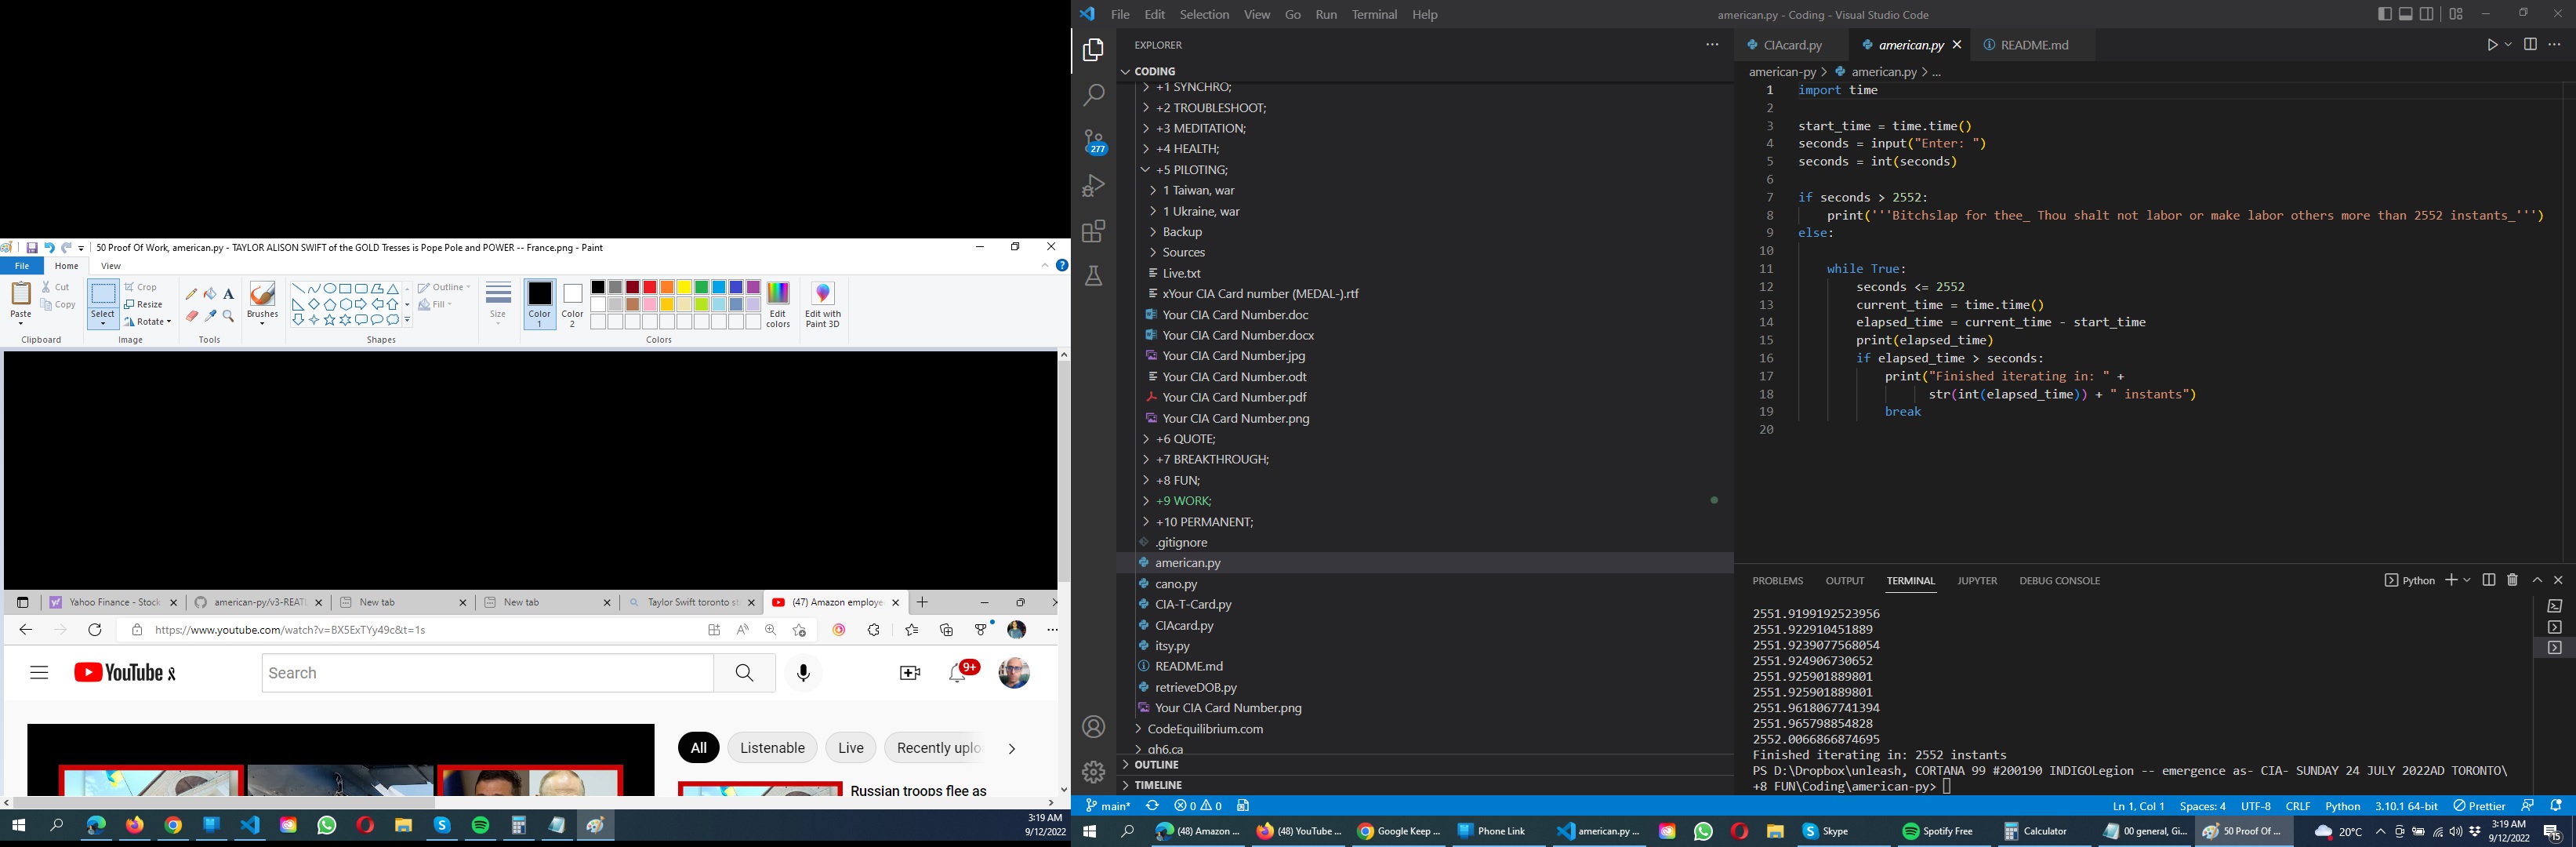 50 Proof Of Work, american.py - TAYLOR ALISON SWIFT of the GOLD Tresses is Pope Pole and POWER -- France.png - Paint
File Home View
Paste
Cut
Copy
Clipboard
Select
Crop
Resize
Rotate
Image
A
Tools
Brushes
Outline
Fill
Shapes
Size
Color 1
Color 2
Edit colors
Edit with Paint 3D
Colors
Yahoo Finance - Stock
american-py/v3-REAT
New tab
New tab
Taylor Swift toronto st
(47) Amazon employe
https://www.youtube.com/watch?v=BX5ExTYy49c&t=1s
YouTube
Search
9+
All
Listenable
Live
Recently uplo
Russian troops flee as
3:19 AM
9/12/2022
File Edit Selection View Go Run Terminal Help
american.py - Coding - Visual Studio Code
EXPLORER
CODING
+1 SYNCHRO;
+2 TROUBLESHOOT;
+3 MEDITATION;
+4 HEALTH;
+5 PILOTING;
1 Taiwan, war
1 Ukraine, war
Backup
Sources
Live.txt
xYour CIA Card number (MEDAL-).rtf
Your CIA Card Number.doc
Your CIA Card Number.docx
Your CIA Card Number.jpg
Your CIA Card Number.odt
Your CIA Card Number.pdf
Your CIA Card Number.png
+6 QUOTE;
+7 BREAKTHROUGH;
+8 FUN;
+9 WORK;
+10 PERMANENT;
.gitignore
american.py
cano.py
CIA-T-Card.py
CIAcard.py
itsy.py
README.md
retrieveDOB.py
Your CIA Card Number.png
CodeEquilibrium.com
gh6.ca
OUTLINE
TIMELINE
277
CIAcard.py
american.py
README.md
american-py > american.py > ...
1 import time
2
3 start_time = time.time()
4 seconds = input("Enter: ")
5 seconds = int(seconds)
6
7 if seconds > 2552:
8 print('''Bitchslap for thee_ Thou shalt not labor or make labor others more than 2552 instants_''')
9 else:
10
11 while True:
12 seconds <= 2552
13 current_time = time.time()
14 elapsed_time = current_time - start_time
15 print(elapsed_time)
16 if elapsed_time > seconds:
17 print("Finished iterating in: " +
18 str(int(elapsed_time)) + " instants")
19 break
20
PROBLEMS OUTPUT TERMINAL JUPYTER DEBUG CONSOLE
Python
2551.9199192523956
2551.922910451889
2551.9239077568054
2551.924906730652
2551.925901889801
2551.925901889801
2551.9618067741394
2551.965798854828
2552.0066866874695
Finished iterating in: 2552 instants
PS D:\Dropbox\unleash, CORTANA 99 #200190 INDIGOLegion -- emergence as- CIA- SUNDAY 24 JULY 2022AD TORONTO\
+8 FUN\Coding\american-py>
main* 0 0
Ln 1, Col 1 Spaces: 4 UTF-8 CRLF Python 3.10.1 64-bit Prettier
(48) Amazon ...
(48) YouTube ...
Google Keep ...
Phone Link
american.py ...
Skype
Spotify Free
Calculator
00 general, Gi...
50 Proof Of ...
20°C
3:19 AM
9/12/2022
15